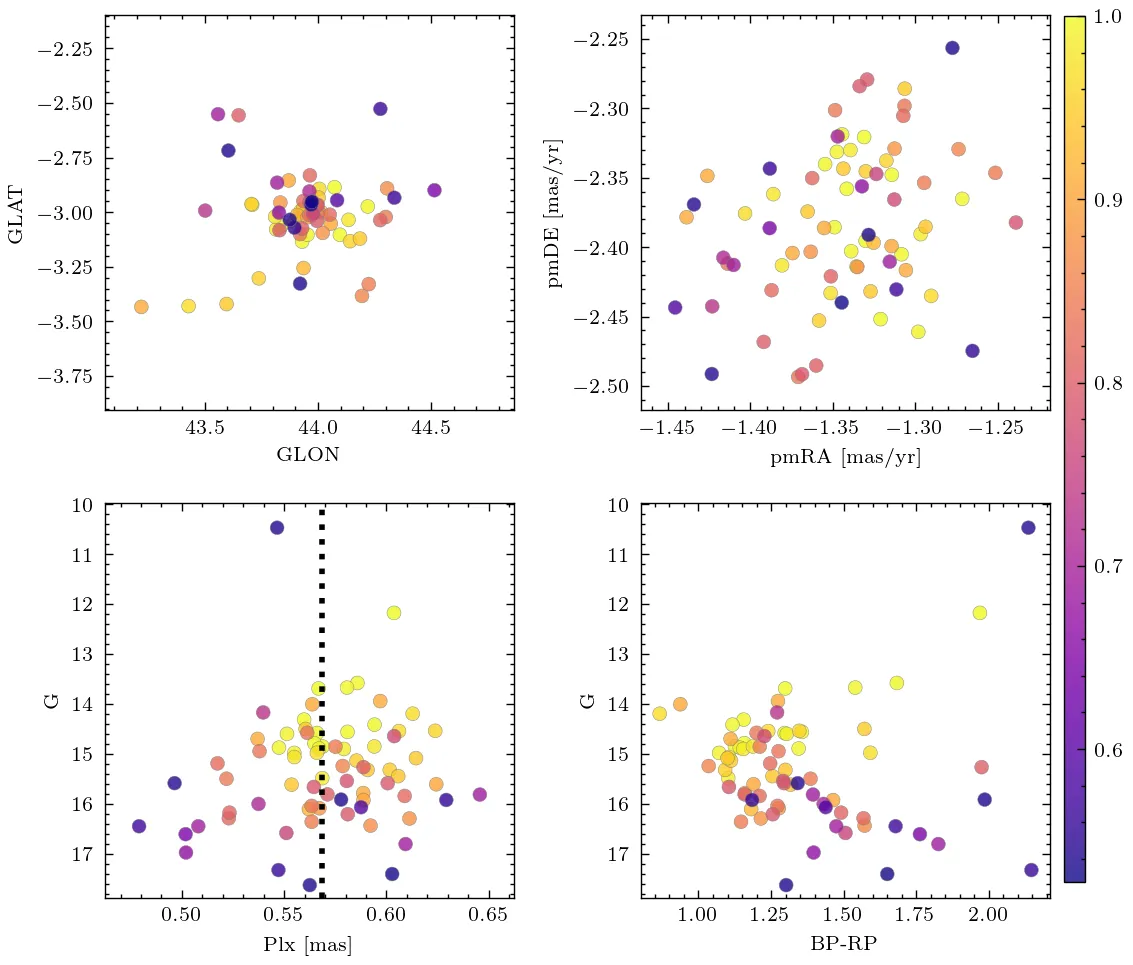 −2.25
−2.50
−2.75
−3.00
−3.25
−3.50
−3.75
GLAT
43.5 44.0 44.5
GLON
−2.25
−2.30
−2.35
−2.40
−2.45
−2.50
pmDE [mas/yr]
−1.45 −1.40 −1.35 −1.30 −1.25
pmRA [mas/yr]
1.0
0.9
0.8
0.7
0.6
10
11
12
13
14
15
16
17
G
0.50 0.55 0.60 0.65
Plx [mas]
10
11
12
13
14
15
16
17
G
1.00 1.25 1.50 1.75 2.00
BP-RP